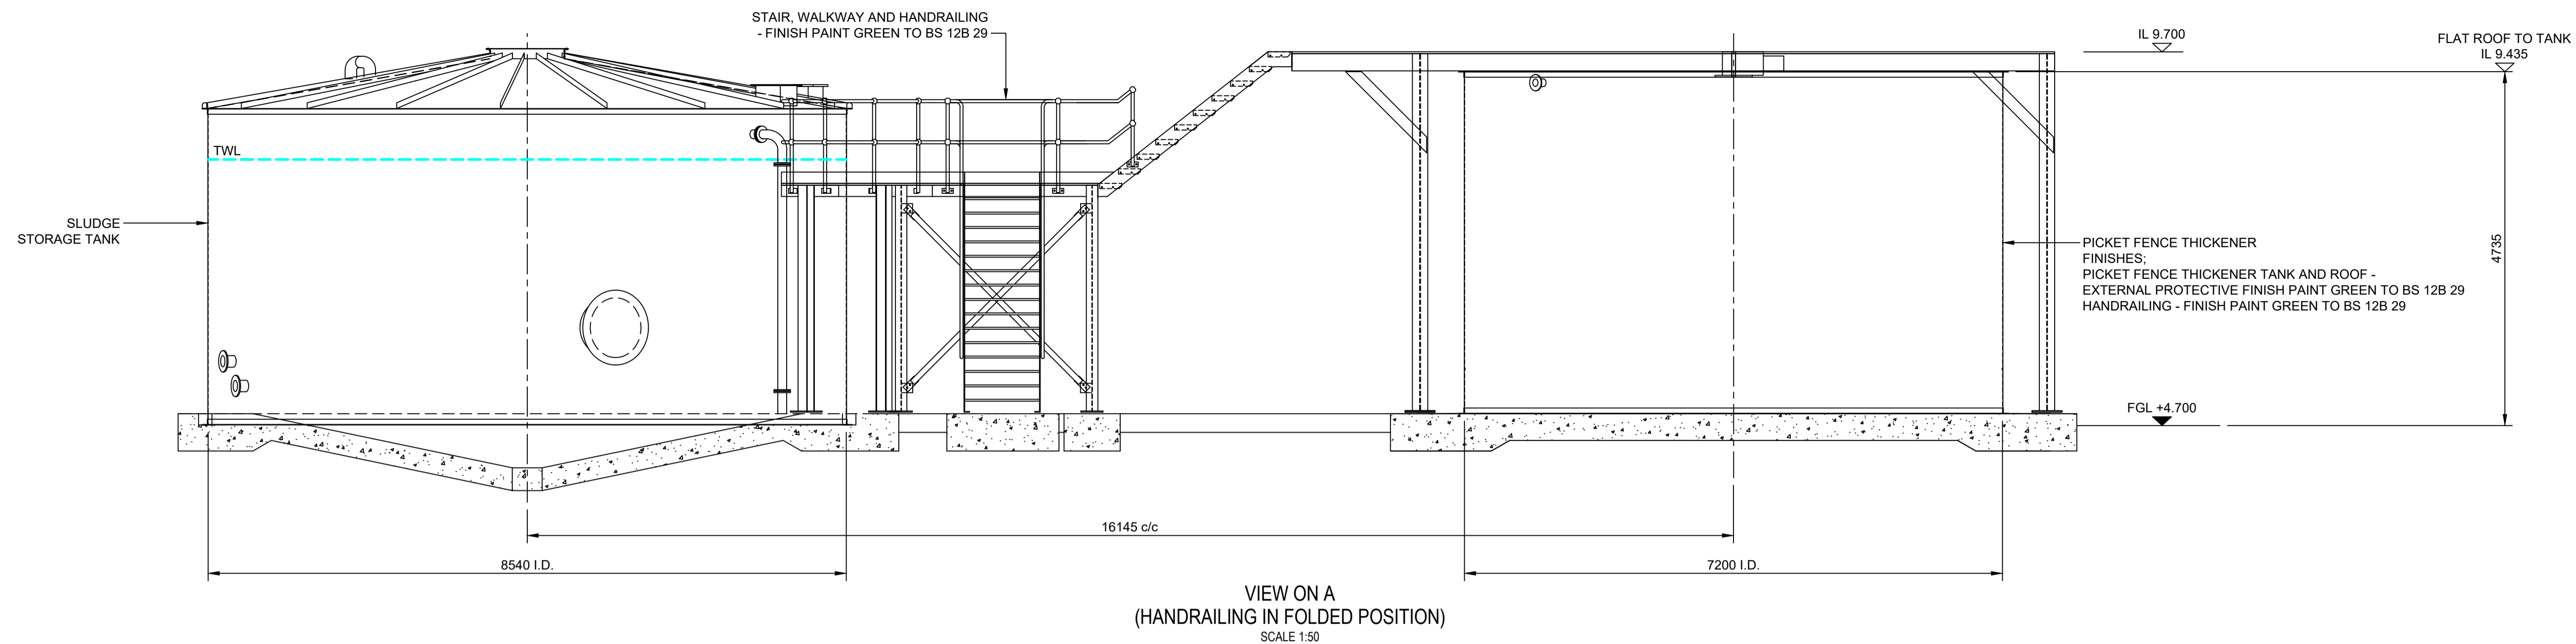 STAIR, WALKWAY AND HANDRAILING
- FINISH PAINT GREEN TO BS 12B 29
IL 9.700
FLAT ROOF TO TANK
IL 9.435
TWL
SLUDGE
STORAGE TANK
PICKET FENCE THICKENER
FINISHES;
PICKET FENCE THICKENER TANK AND ROOF -
EXTERNAL PROTECTIVE FINISH PAINT GREEN TO BS 12B 29
HANDRAILING - FINISH PAINT GREEN TO BS 12B 29
4735
FGL +4.700
16145 c/c
8540 I.D.
7200 I.D.
VIEW ON A
(HANDRAILING IN FOLDED POSITION)
SCALE 1:50